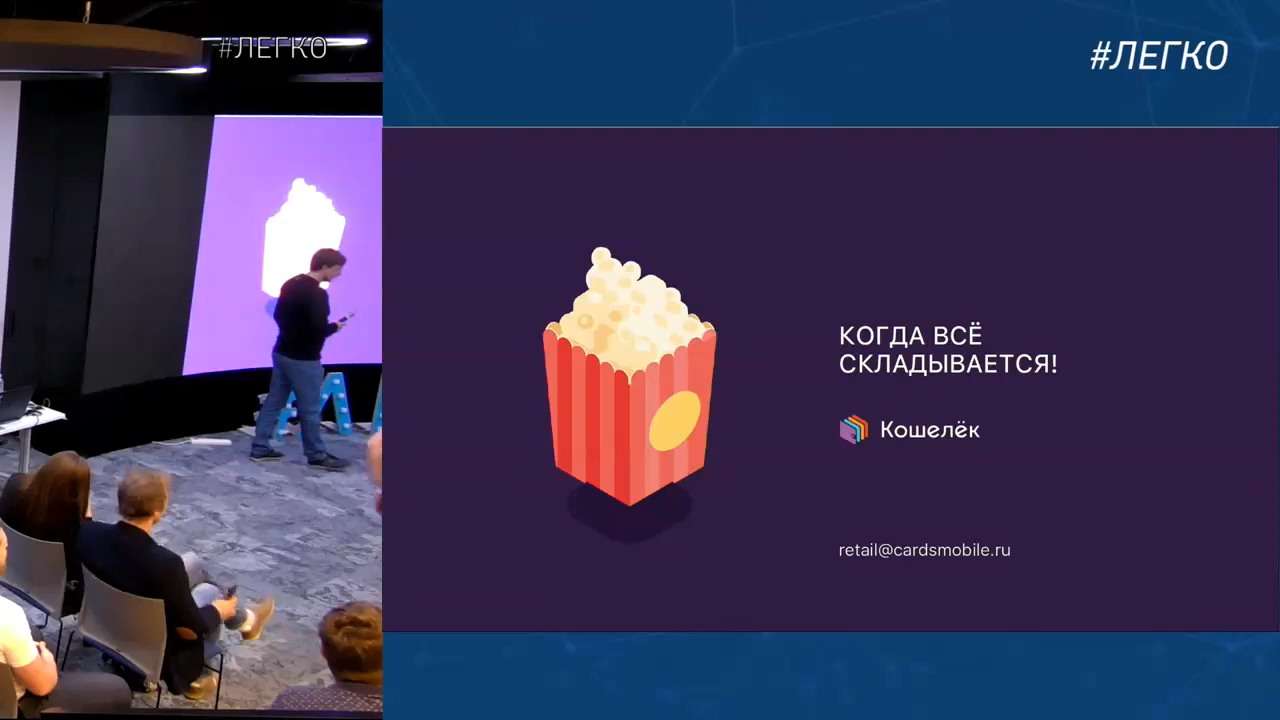 #ЛЕГКО
#ЛЕГКО
КОГДА ВСЁ
СКЛАДЫВАЕТСЯ!
Кошелёк
retail@cardsmobile.ru